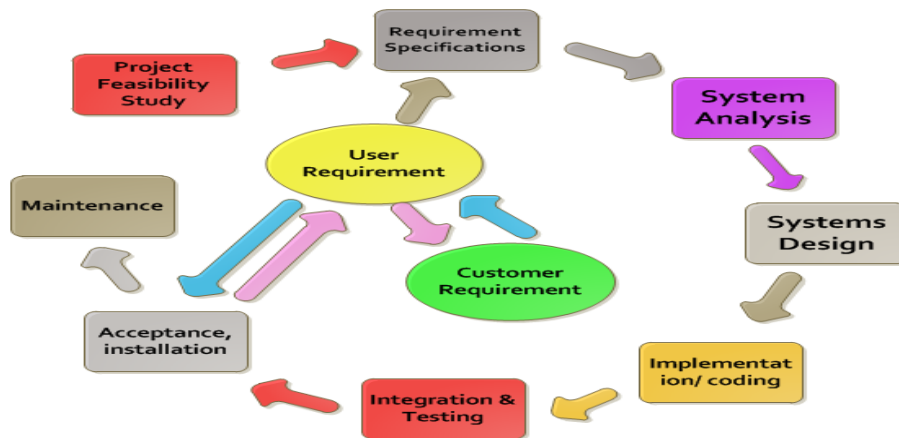 Requirement
Specifications
Project
Feasibility
Study
System
Analysis
User
Requirement
Maintenance
Systems
Design
Customer
Requirement
Acceptance,
installation
Implementat
ion/ coding
Integration &
Testing